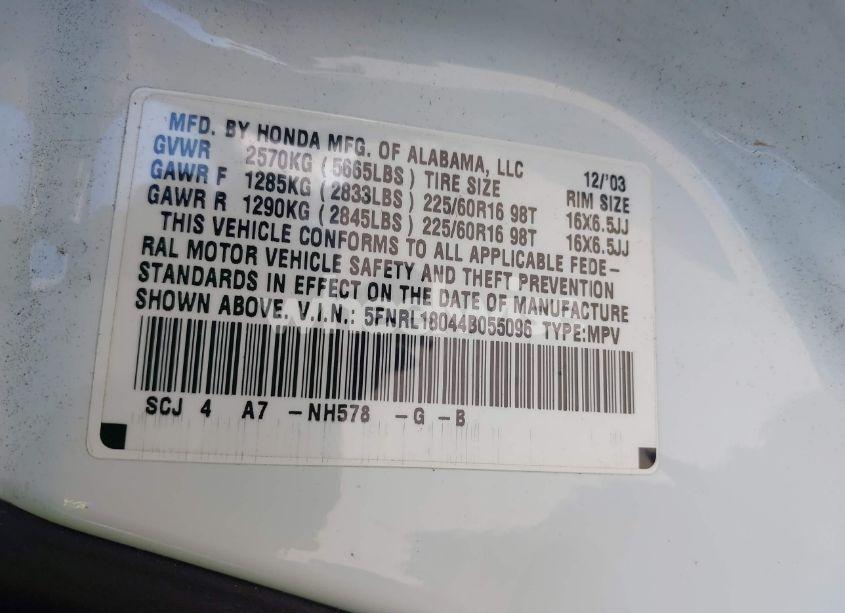 MFD. BY HONDA MFG. OF ALABAMA, LLC 12/'03
GVWR 2570KG ( 5665LBS ) TIRE SIZE RIM SIZE
GAWR F 1285KG ( 2833LBS ) 225/60R16 98T 16X6.5JJ
GAWR R 1290KG ( 2845LBS ) 225/60R16 98T 16X6.5JJ
THIS VEHICLE CONFORMS TO ALL APPLICABLE FEDE-
RAL MOTOR VEHICLE SAFETY AND THEFT PREVENTION
STANDARDS IN EFFECT ON THE DATE OF MANUFACTURE
SHOWN ABOVE. V.I.N.: 5FNRL18044B055096 TYPE:MPV
SCJ 4 A7 -NH578 -G -B